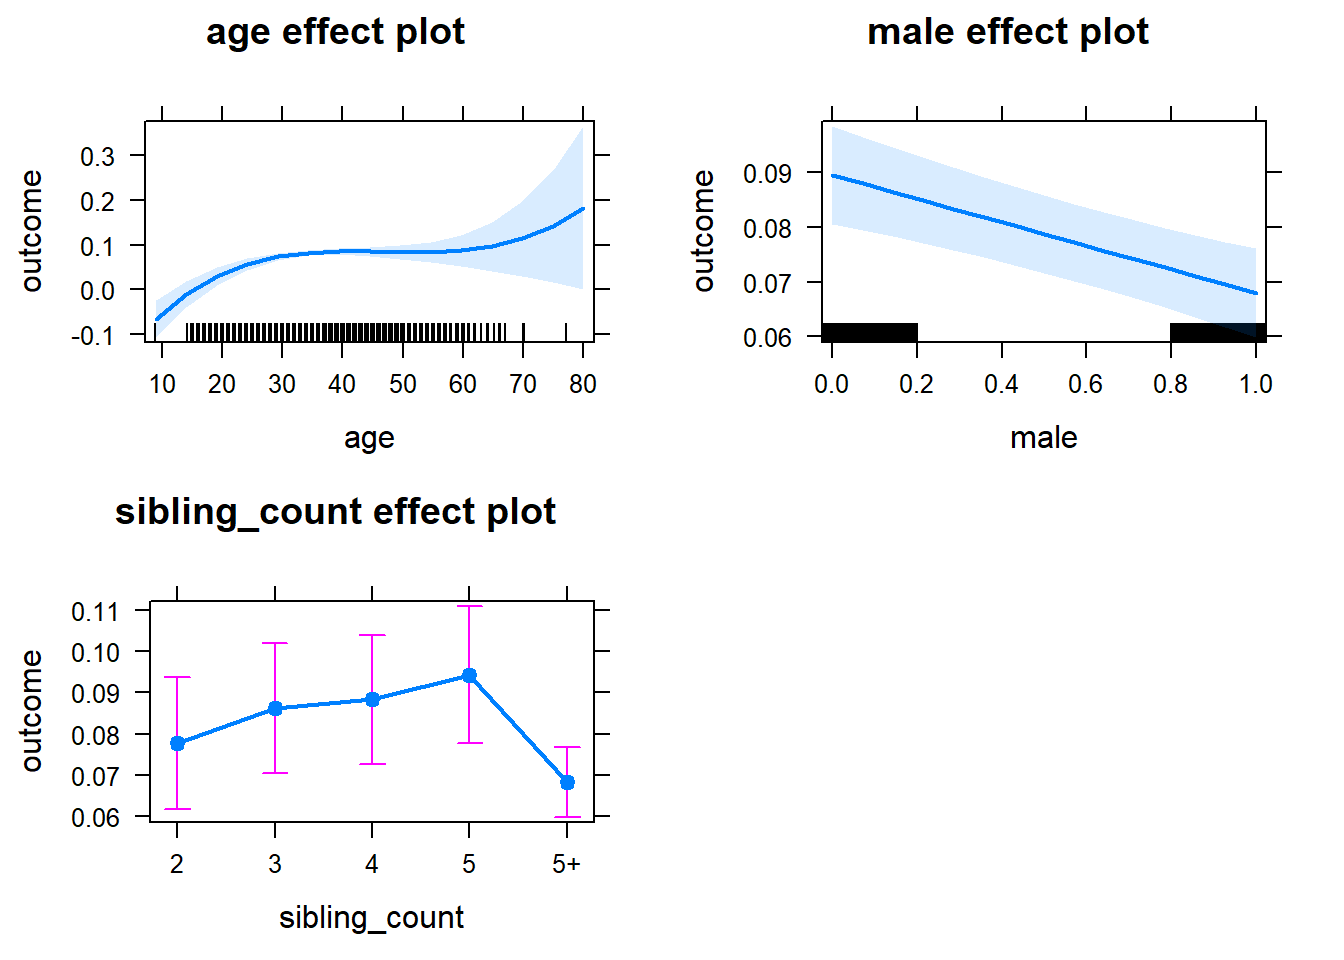 age effect plot
outcome
0.3
0.2
0.1
0.0
-0.1
10 20 30 40 50 60 70 80
age
male effect plot
outcome
0.09
0.08
0.07
0.06
0.0 0.2 0.4 0.6 0.8 1.0
male
sibling_count effect plot
outcome
0.11
0.10
0.09
0.08
0.07
0.06
2 3 4 5 5+
sibling_count